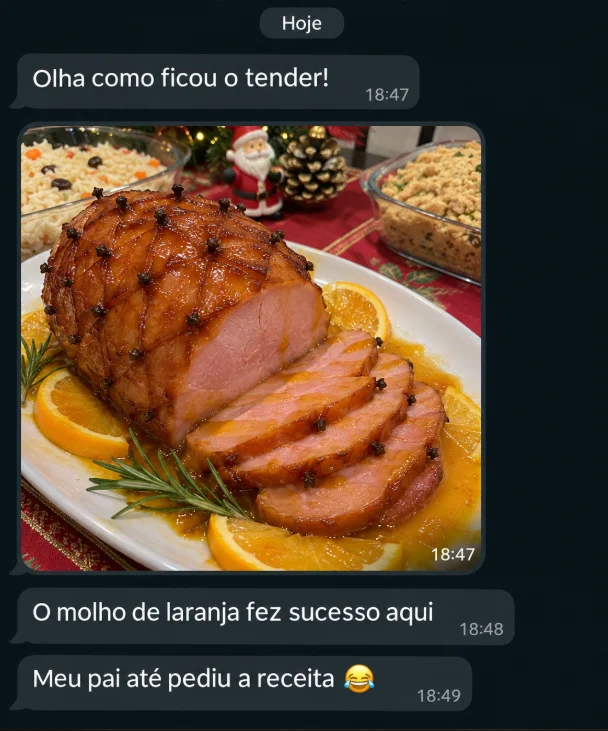 Hoje
Olha como ficou o tender!
18:47
18:47
O molho de laranja fez sucesso aqui
18:48
Meu pai até pediu a receita 😂
18:49